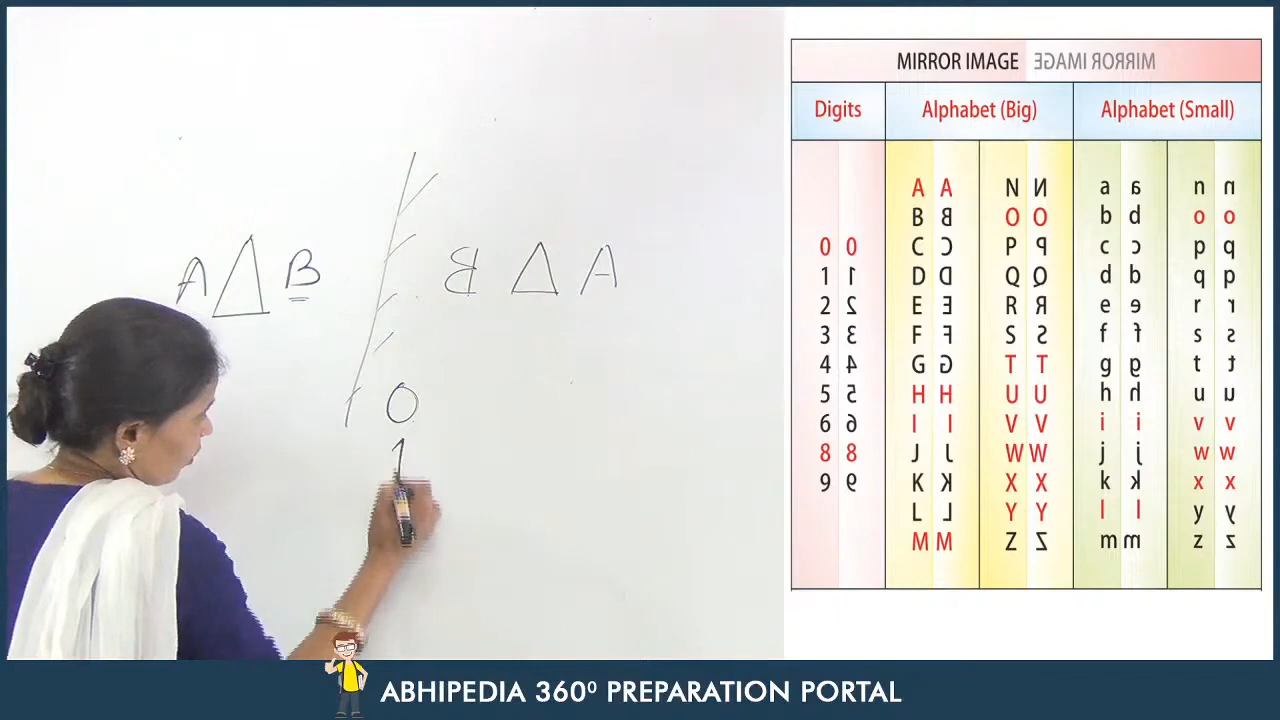 A Δ B B Δ A
0
1
MIRROR IMAGE MIRROR IMAGE
Digits Alphabet (Big) Alphabet (Small)
A A N N a a n n
B B O O b b o o
0 0 C C P P c c p p
1 1 D D Q Q d d q q
2 2 E E R R e e r r
3 3 F F S S f f s s
4 4 G G T T g g t t
5 5 H H U U h h u u
6 6 I I V V i i v v
8 8 J J W W j j w w
9 9 K K X X k k x x
L L Y Y l l y y
M M Z Z m m z z
ABHIPEDIA 360⁰ PREPARATION PORTAL